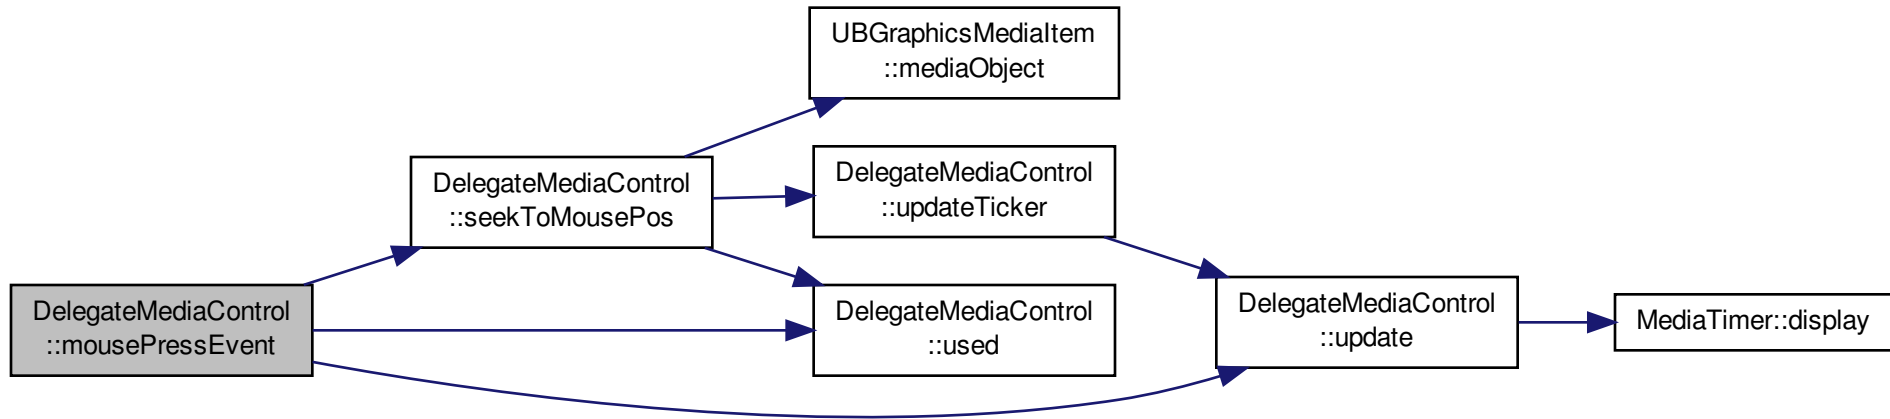 UBGraphicsMediaItem
::mediaObject
DelegateMediaControl
::seekToMousePos
DelegateMediaControl
::updateTicker
DelegateMediaControl
::mousePressEvent
DelegateMediaControl
::used
DelegateMediaControl
::update
MediaTimer::display